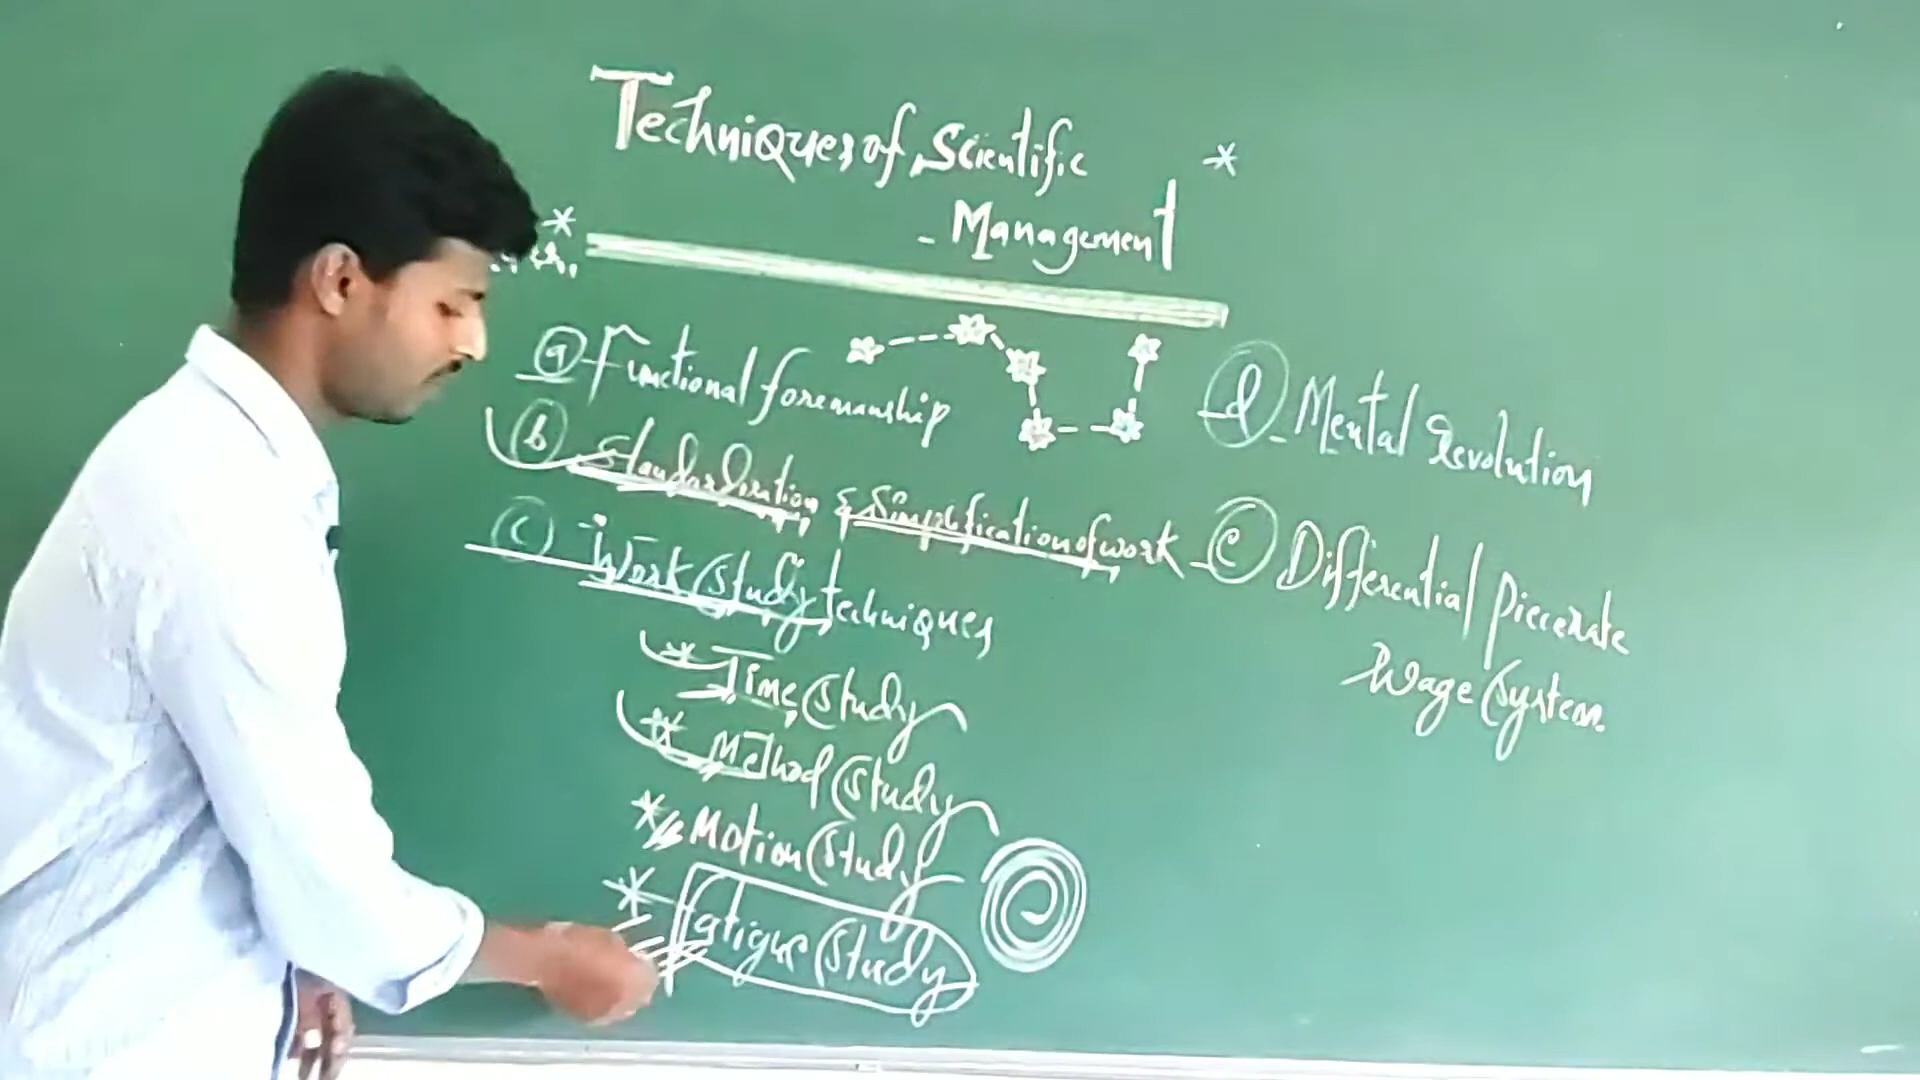 Techniques of Scientific
- Management
(a) Functional foremanship
(b) Standardization & Simplification of work
(c) Work Study techniques
* Time Study
* Method Study
* Motion Study
* Fatigue Study
(d) - Mental Revolution
(e) Differential Piecerate
Wage System.